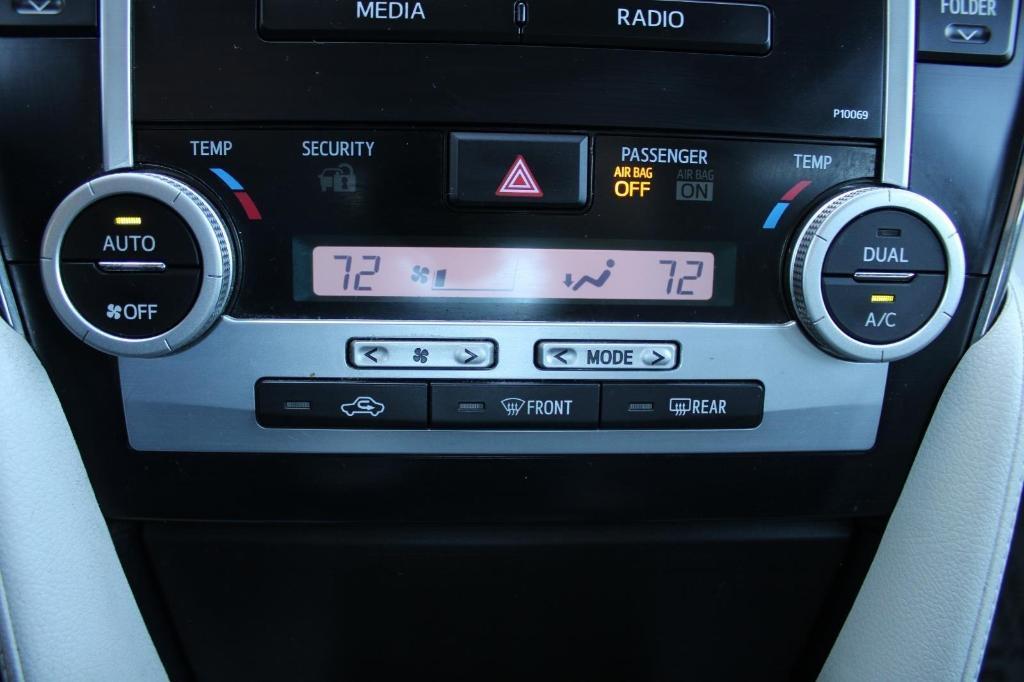 MEDIA
RADIO
FOLDER
P10069
TEMP
SECURITY
PASSENGER
AIR BAG OFF
AIR BAG ON
TEMP
AUTO
OFF
72
72
DUAL
A/C
< >
< MODE >
FRONT
REAR